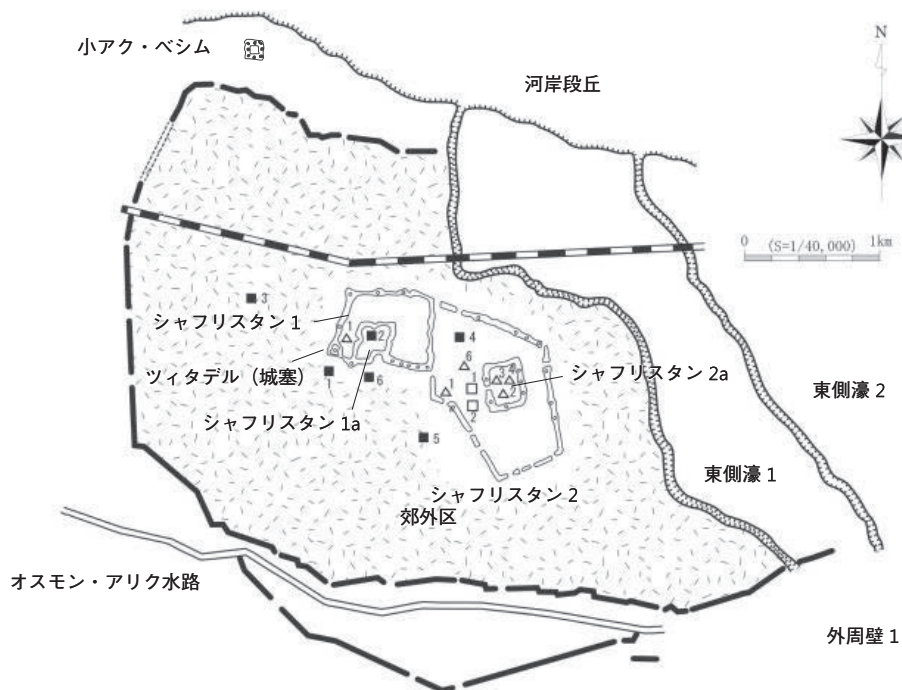 小アク・ベシム
河岸段丘
N
0 (S=1/40,000) 1km
3
シャフリスタン 1
1
2
4
ツィタデル（城塞）
6
シャフリスタン 2a
1
6
1
1
3
4
2
2
東側濠 2
シャフリスタン 1a
5
東側濠 1
シャフリスタン 2
郊外区
オスモン・アリク水路
外周壁 1